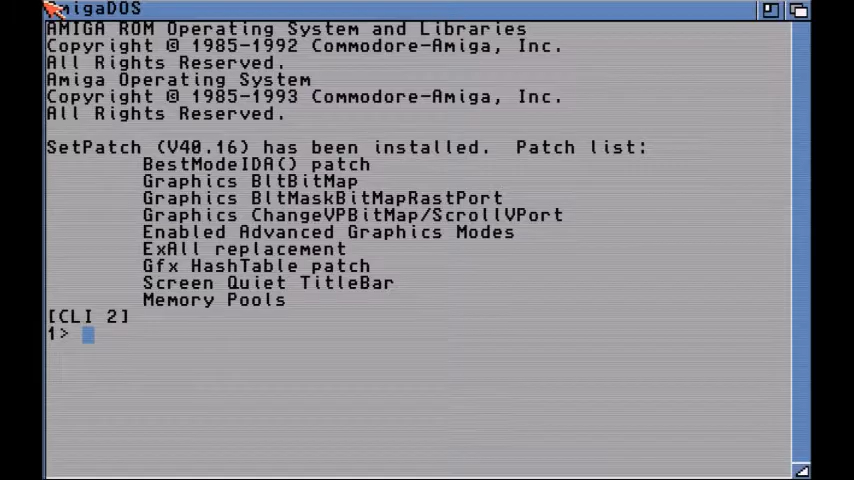 AmigaDOS
AMIGA ROM Operating System and Libraries
Copyright © 1985-1992 Commodore-Amiga, Inc.
All Rights Reserved.
Amiga Operating System
Copyright © 1985-1993 Commodore-Amiga, Inc.
All Rights Reserved.
SetPatch (V40.16) has been installed.  Patch list:
BestModeIDA() patch
Graphics BltBitMap
Graphics BltMaskBitMapRastPort
Graphics ChangeVPBitMap/ScrollVPort
Enabled Advanced Graphics Modes
ExAll replacement
Gfx HashTable patch
Screen Quiet TitleBar
Memory Pools
[CLI 2]
1>